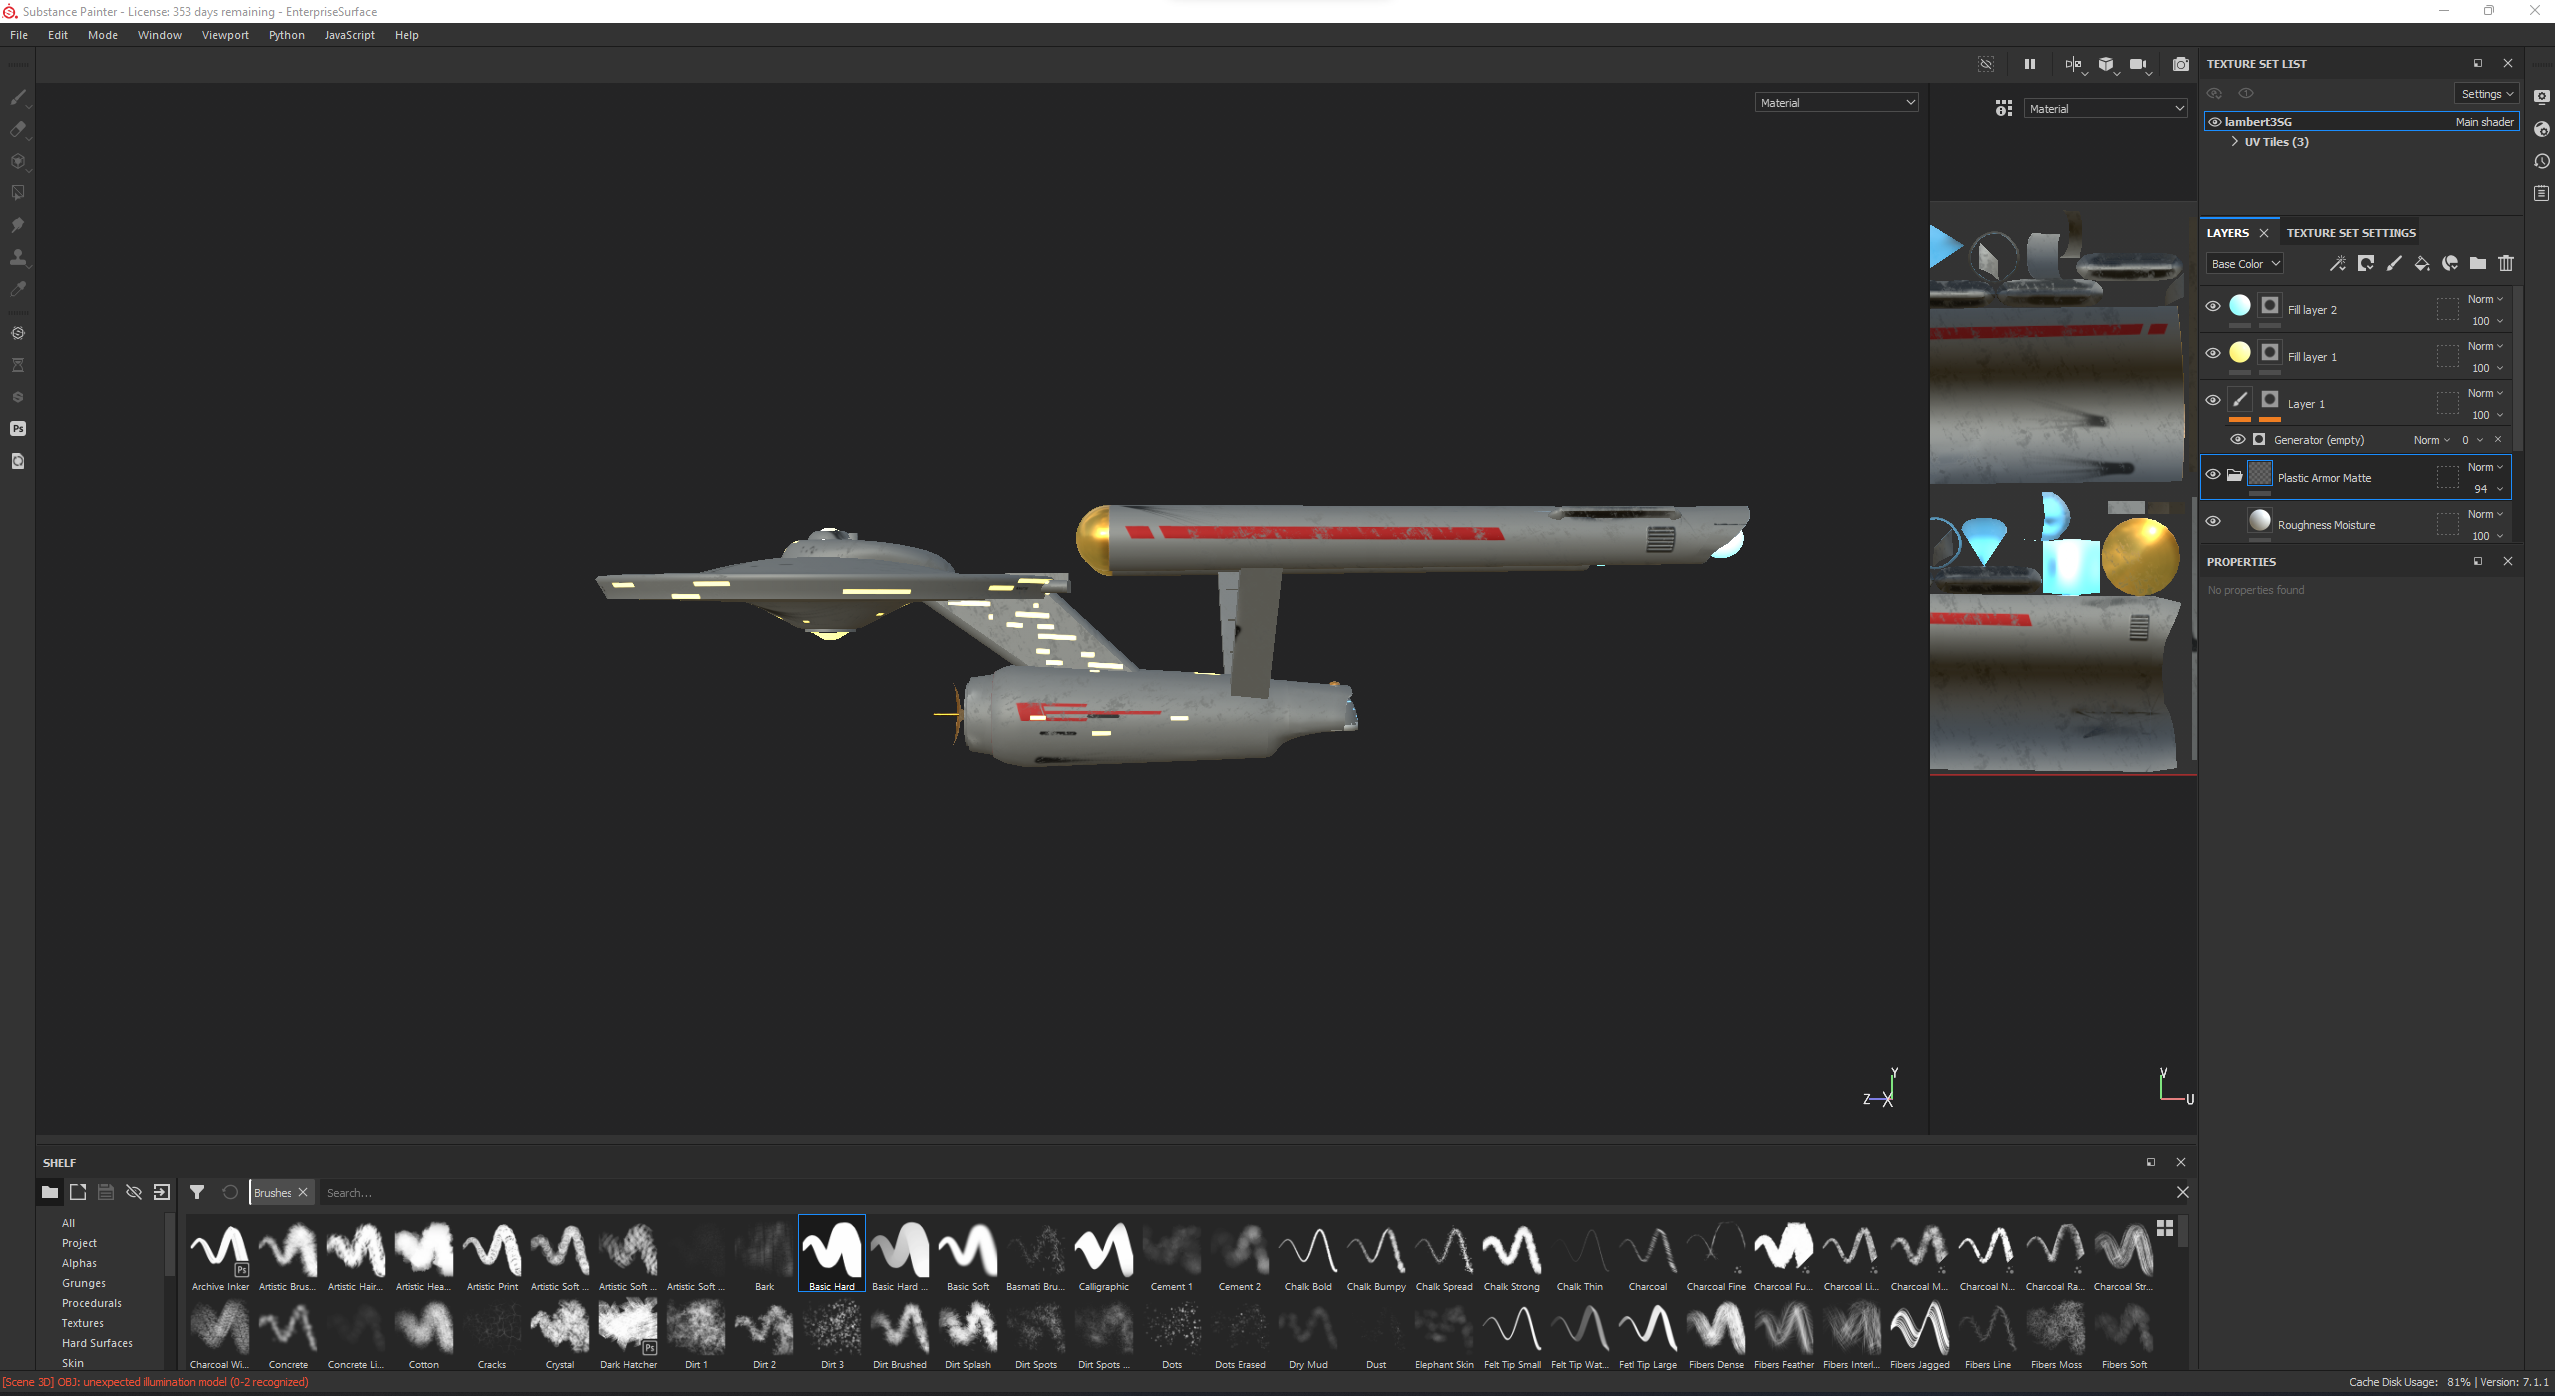 Substance Painter - License: 353 days remaining - EnterpriseSurface
File Edit Mode Window Viewport Python JavaScript Help
Material
Material
TEXTURE SET LIST
Settings
lambert3SG Main shader
UV Tiles (3)
LAYERS TEXTURE SET SETTINGS
Base Color
Norm
Fill layer 2
100
Norm
Fill layer 1
100
Norm
Layer 1
100
Generator (empty) Norm 0
Norm
Plastic Armor Matte
94
Norm
Roughness Moisture
100
PROPERTIES
No properties found
Ps
Y
Z X
V
U
SHELF
Brushes Search...
All
Project
Alphas
Grunges
Procedurals
Textures
Hard Surfaces
Skin
Ps
Archive Inker Artistic Brus... Artistic Hair... Artistic Hea... Artistic Print Artistic Soft ... Artistic Soft ... Artistic Soft ... Bark Basic Hard Basic Hard ... Basic Soft Basmati Bru... Calligraphic Cement 1 Cement 2 Chalk Bold Chalk Bumpy Chalk Spread Chalk Strong Chalk Thin Charcoal Charcoal Fine Charcoal Fu... Charcoal Li... Charcoal M... Charcoal N... Charcoal Ra... Charcoal Str...
Ps
Charcoal Wi... Concrete Concrete Li... Cotton Cracks Crystal Dark Hatcher Dirt 1 Dirt 2 Dirt 3 Dirt Brushed Dirt Splash Dirt Spots Dirt Spots ... Dots Dots Erased Dry Mud Dust Elephant Skin Felt Tip Small Felt Tip Wat... Fetl Tip Large Fibers Dense Fibers Feather Fibers Interl... Fibers Jagged Fibers Line Fibers Moss Fibers Soft
[Scene 3D] OBJ: unexpected illumination model (0-2 recognized)
Cache Disk Usage: 81% | Version: 7.1.1